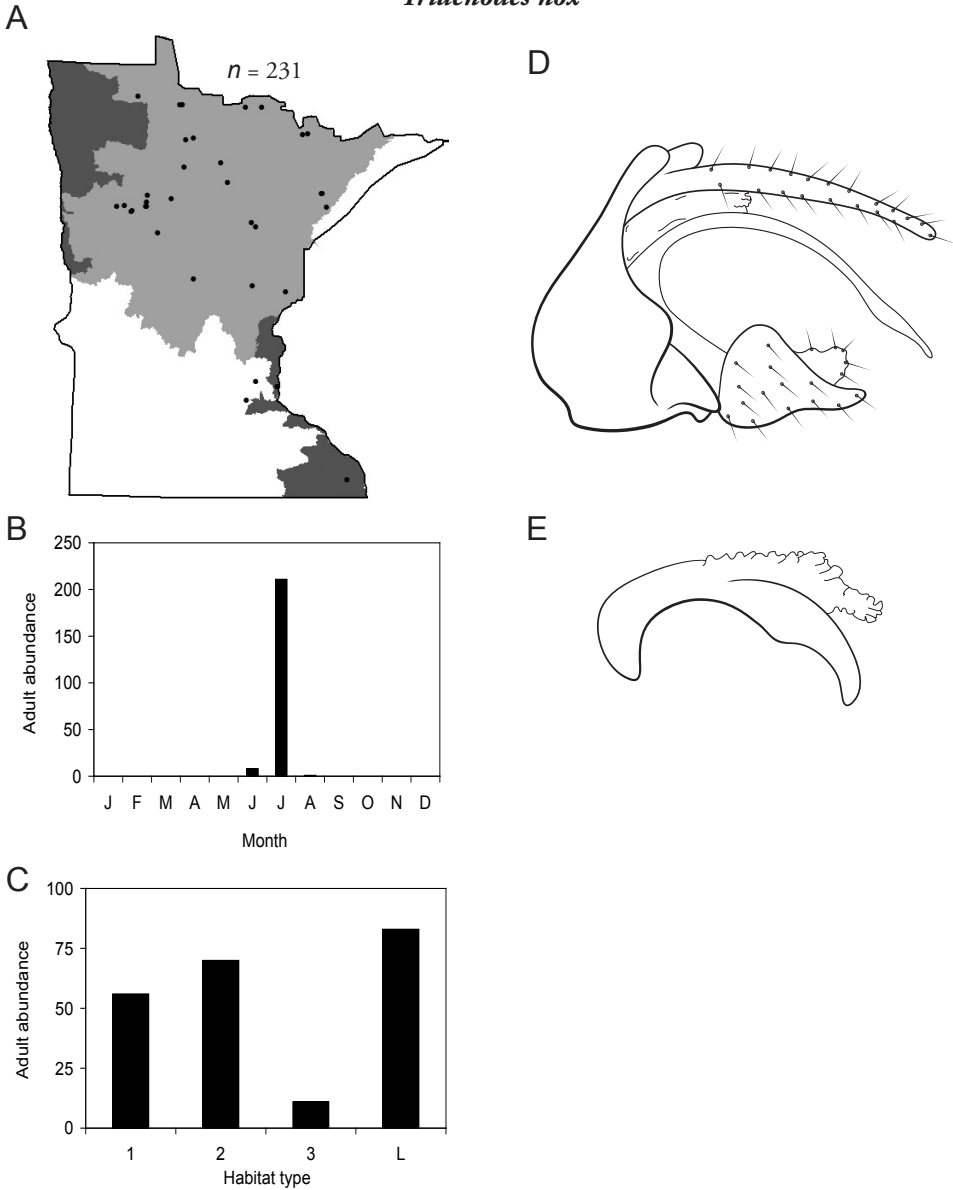 Triaenodes nox
A
n = 231
D
B
250
200
150
100
50
0
Adult abundance
J F M A M J J A S O N D
Month
E
C
100
75
50
25
0
Adult abundance
1 2 3 L
Habitat type